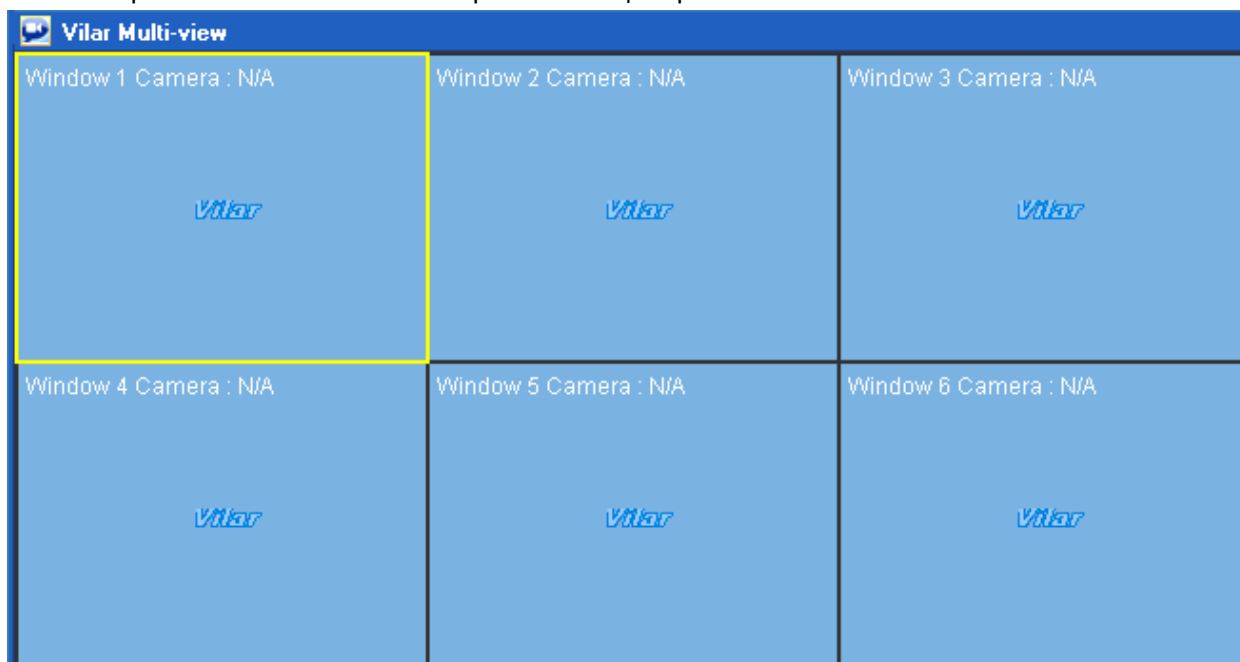 Vilar Multi-view
Window 1 Camera : N/A
Window 2 Camera : N/A
Window 3 Camera : N/A
Vilar
Vilar
Vilar
Window 4 Camera : N/A
Window 5 Camera : N/A
Window 6 Camera : N/A
Vilar
Vilar
Vilar